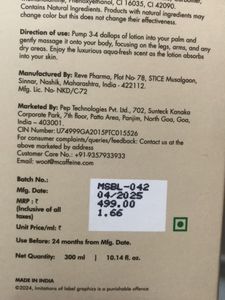 Phenoxyethanol, CI 16035, CI 42090.
Contains Natural Ingredients. Products with natural ingredients may
change color but this does not change their effectiveness.
Direction of use: Pump 3-4 dollops of lotion into your palm and
gently massage it onto your body, focusing on the legs, area, and any
dry areas. Enjoy the luxurious aqua-fresh scent as the lotion absorbs
into your skin.
Manufactured By: Reve Pharma, Plot No- 78, STICE Musalgaon,
Sinnar, Nashik, Maharashtra, India - 422112.
Mfg. Lic No- NKD/C-72
Marketed By: Pep Technologies Pvt. Ltd., 702, Sunteck Kanaka
Corporate Park, 7th Floor, Patto Area, Panjim, North Goa, Goa,
India – 403001.
CIN Number: U74999GA2015PTC015526
For consumer complaints/queries/feedback: Contact us at the
above marketed by address
Customer Care No.: +91-9357933933
Email: woot@mcaffeine.com
Batch No.: MSBL-042
Mfg. Date: 04/2025
MRP : ₹ 499.00
(Inclusive of all
taxes)
Unit Price/ml: ₹ 1.66
Use Before: 24 months from Mfg. Date
Net Quantity: 300 ml | 10.14 fl. oz.
MADE IN INDIA
©2024, Imitations of label graphics is a punishable offence